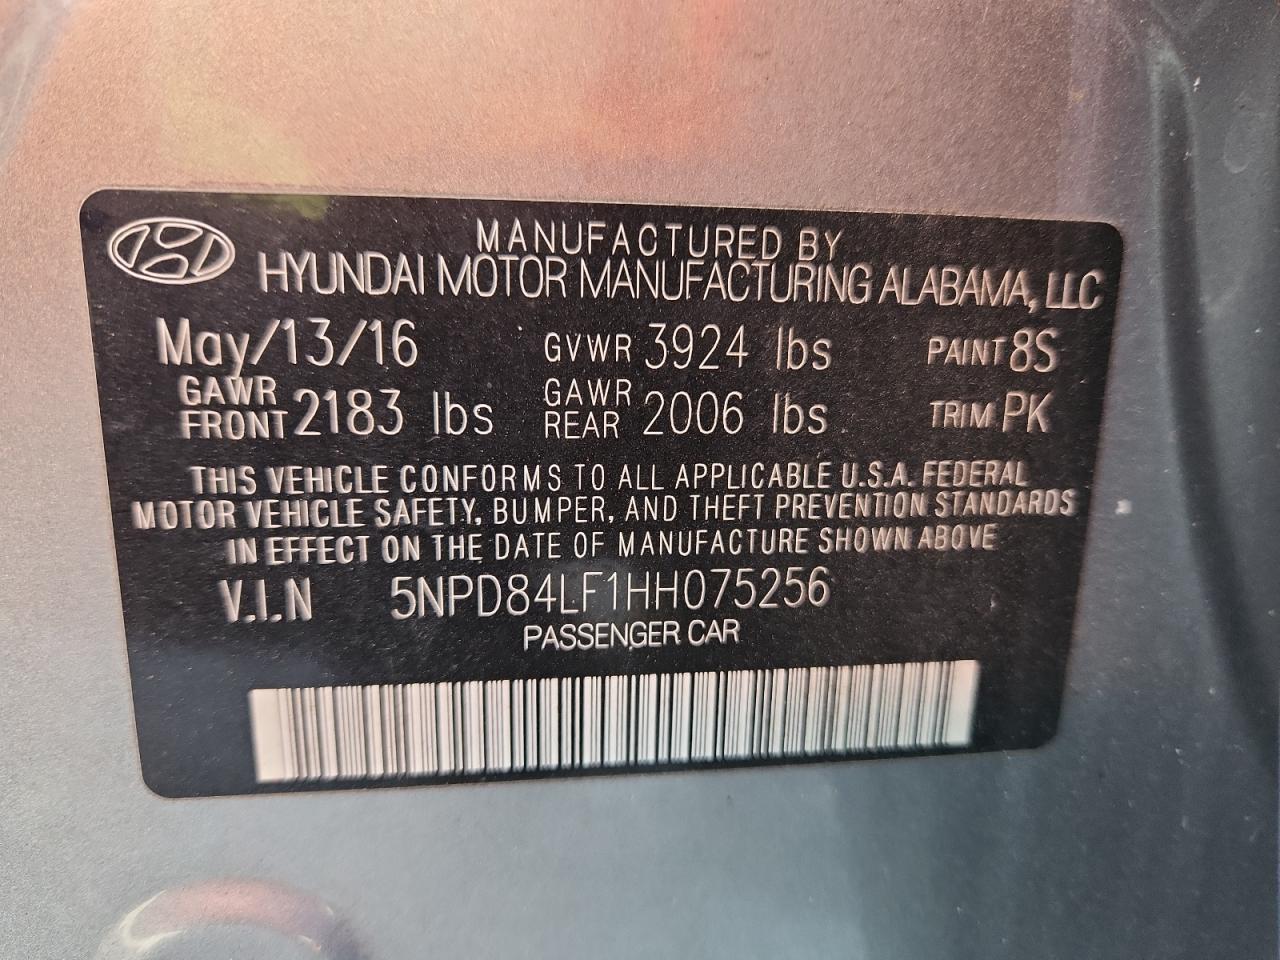 MANUFACTURED BY
HYUNDAI MOTOR MANUFACTURING ALABAMA, LLC
May/13/16 GVWR 3924 lbs PAINT 8S
GAWR FRONT 2183 lbs GAWR REAR 2006 lbs TRIM PK
THIS VEHICLE CONFORMS TO ALL APPLICABLE U.S.A. FEDERAL
MOTOR VEHICLE SAFETY, BUMPER, AND THEFT PREVENTION STANDARDS
IN EFFECT ON THE DATE OF MANUFACTURE SHOWN ABOVE
V.I.N 5NPD84LF1HH075256
PASSENGER CAR